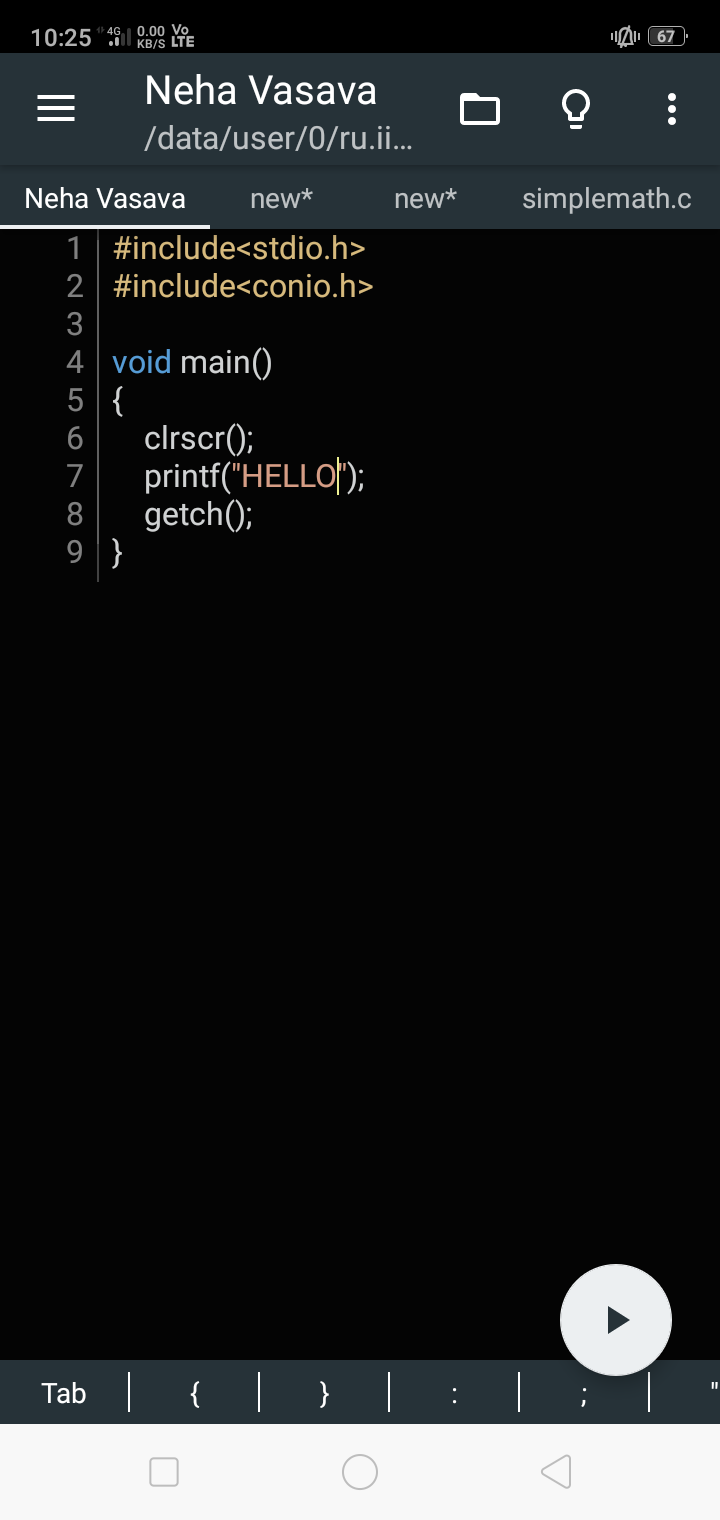 10:25 4G 0.00 KB/S Vo LTE 67
Neha Vasava
/data/user/0/ru.ii...
Neha Vasava new* new* simplemath.c
1 #include<stdio.h>
2 #include<conio.h>
3
4 void main()
5 {
6 clrscr();
7 printf("HELLO");
8 getch();
9 }
Tab { } : ; "